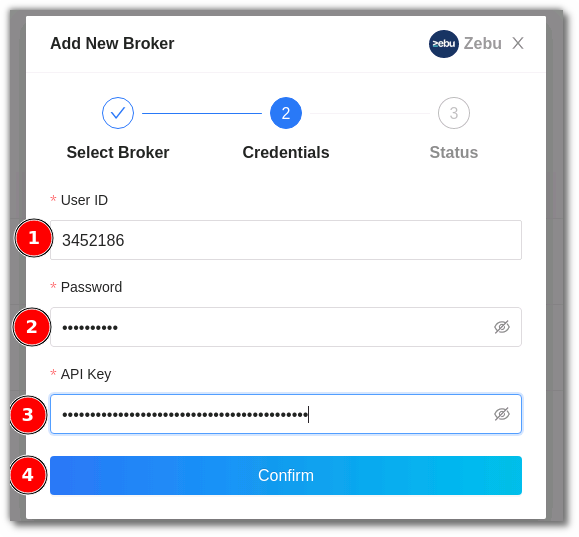 Add New Broker
zebu Zebu
2
3
Select Broker
Credentials
Status
* User ID
1
3452186
* Password
2
••••••••••
* API Key
3
••••••••••••••••••••••••••••••••••••••••••••
4
Confirm